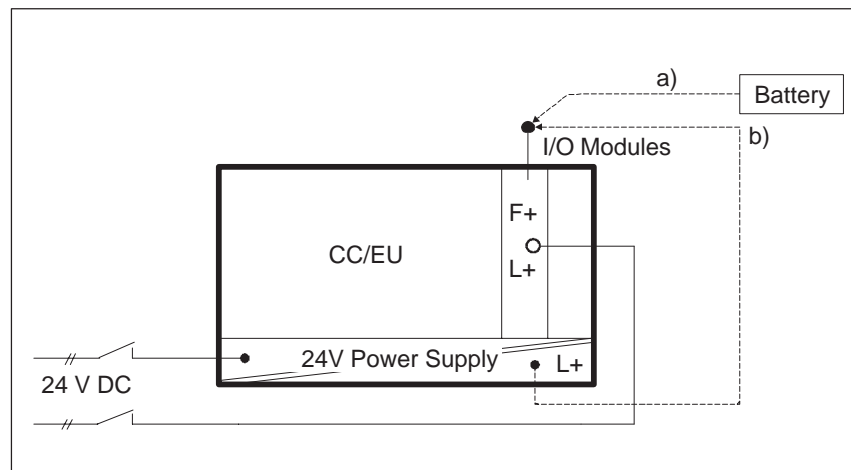 a)
Battery
b)
I/O Modules
F+
CC/EU
L+
24V Power Supply
L+
24 V DC